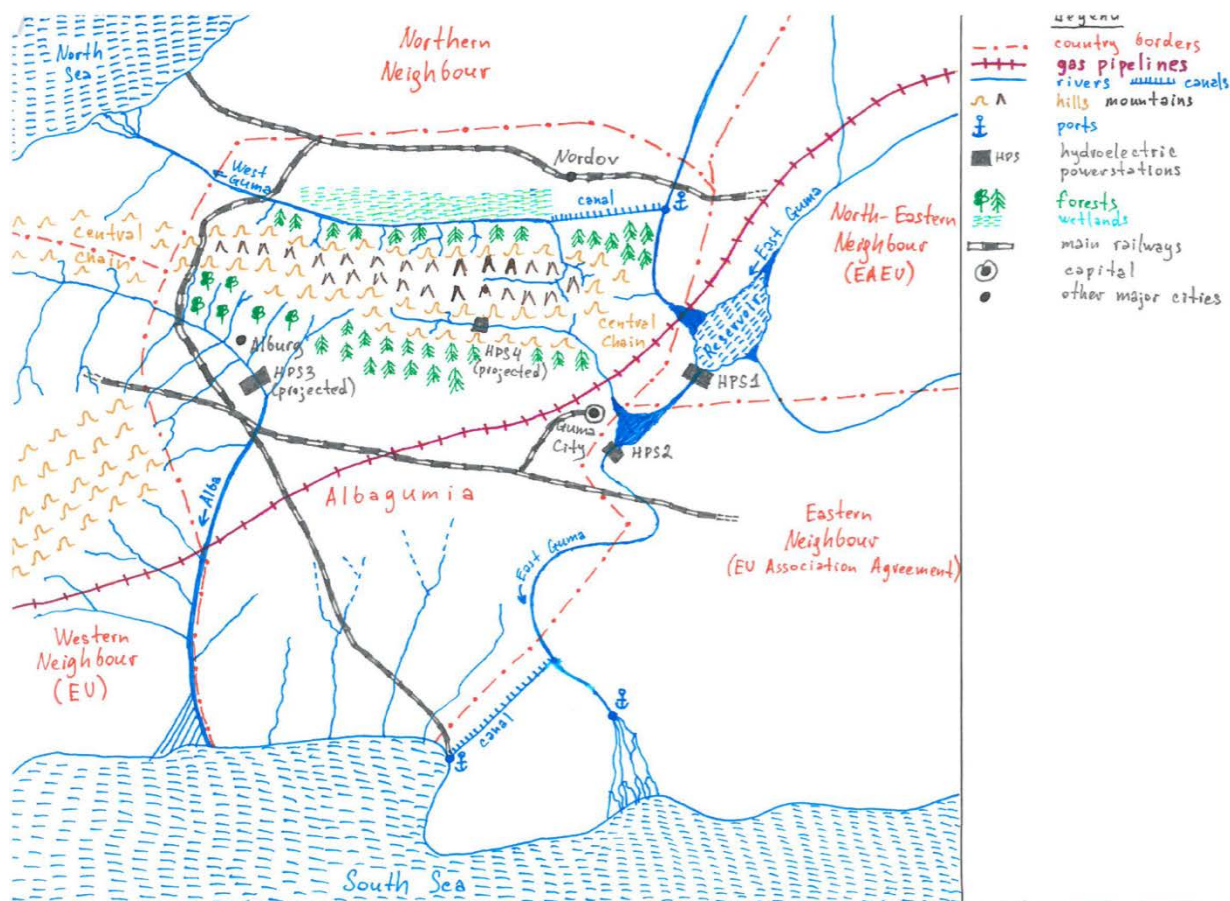 North
Sea
Northern
Neighbour
West
Guma
Nordov
canal
East
Guma
North-Eastern
Neighbour
(EAEU)
Central
Chain
Reservoir
Central
Chain
Alburg
HPS3
(projected)
HPS4
(projected)
HPS1
Guma
City
HPS2
Alba
Albagumia
Eastern
Neighbour
(EU Association Agreement)
East Guma
Western
Neighbour
(EU)
canal
South Sea
Legend
country borders
gas pipelines
rivers canals
hills mountains
ports
HPS hydroelectric
powerstations
forests
wetlands
main railways
capital
other major cities